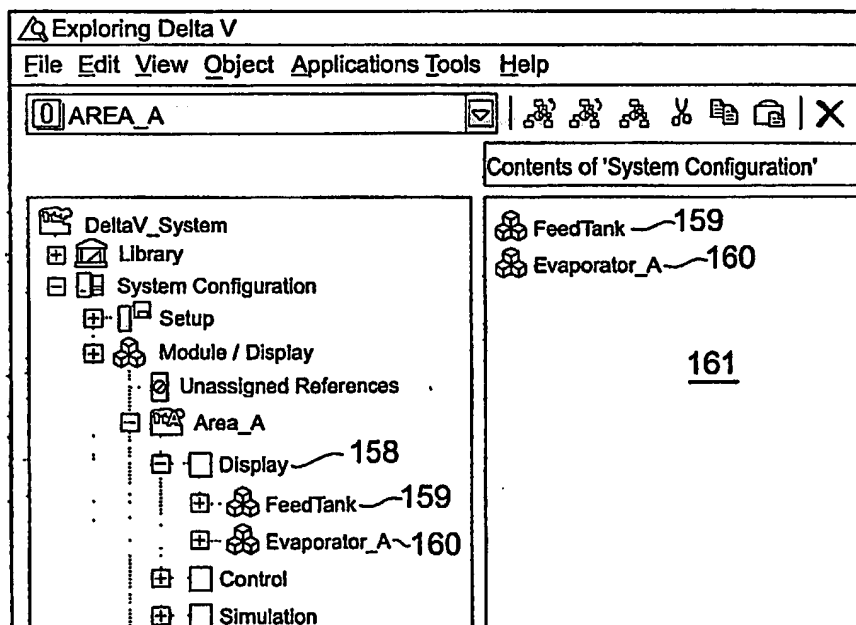 Exploring Delta V
File Edit View Object Applications Tools Help
AREA_A
Contents of 'System Configuration'
DeltaV_System
Library
System Configuration
Setup
Module / Display
Unassigned References
Area_A
Display 158
FeedTank 159
Evaporator_A 160
Control
Simulation
FeedTank 159
Evaporator_A 160
161